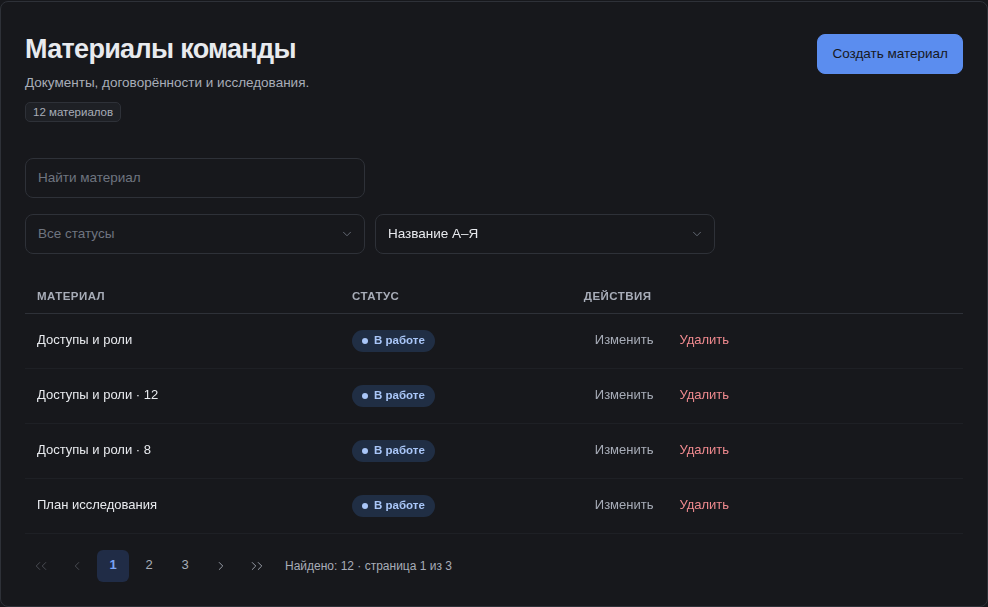 Материалы команды
Создать материал
Документы, договорённости и исследования.
12 материалов
Найти материал
Все статусы
Название А–Я
МАТЕРИАЛ СТАТУС ДЕЙСТВИЯ
Доступы и роли В работе Изменить Удалить
Доступы и роли · 12 В работе Изменить Удалить
Доступы и роли · 8 В работе Изменить Удалить
План исследования В работе Изменить Удалить
1 2 3 Найдено: 12 · страница 1 из 3